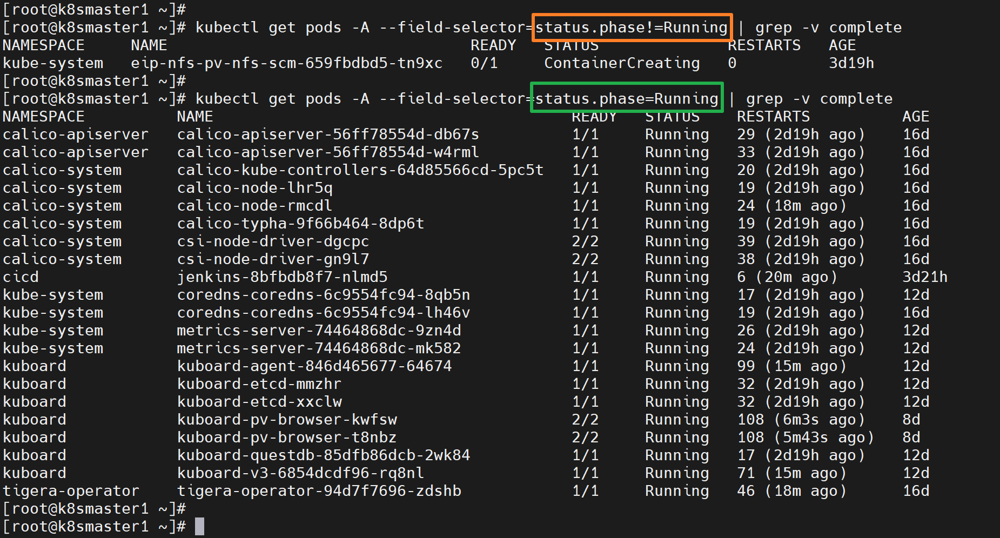 [root@k8smaster1 ~]#
[root@k8smaster1 ~]# kubectl get pods -A --field-selector=status.phase!=Running | grep -v complete
NAMESPACE     NAME                                 READY   STATUS              RESTARTS   AGE
kube-system   eip-nfs-pv-nfs-scm-659fbdbd5-tn9xc   0/1     ContainerCreating   0          3d19h
[root@k8smaster1 ~]#
[root@k8smaster1 ~]# kubectl get pods -A --field-selector=status.phase=Running | grep -v complete
NAMESPACE          NAME                                       READY   STATUS    RESTARTS          AGE
calico-apiserver   calico-apiserver-56ff78554d-db67s          1/1     Running   29 (2d19h ago)    16d
calico-apiserver   calico-apiserver-56ff78554d-w4rml          1/1     Running   33 (2d19h ago)    16d
calico-system      calico-kube-controllers-64d85566cd-5pc5t   1/1     Running   20 (2d19h ago)    16d
calico-system      calico-node-lhr5q                          1/1     Running   19 (2d19h ago)    16d
calico-system      calico-node-rmcdl                          1/1     Running   24 (18m ago)      16d
calico-system      calico-typha-9f66b464-8dp6t                1/1     Running   19 (2d19h ago)    16d
calico-system      csi-node-driver-dgcpc                      2/2     Running   39 (2d19h ago)    16d
calico-system      csi-node-driver-gn9l7                      2/2     Running   38 (2d19h ago)    16d
cicd               jenkins-8bfbdb8f7-nlmd5                    1/1     Running   6 (20m ago)       3d21h
kube-system        coredns-coredns-6c9554fc94-8qb5n           1/1     Running   17 (2d19h ago)    12d
kube-system        coredns-coredns-6c9554fc94-lh46v           1/1     Running   19 (2d19h ago)    16d
kube-system        metrics-server-74464868dc-9zn4d            1/1     Running   26 (2d19h ago)    12d
kube-system        metrics-server-74464868dc-mk582            1/1     Running   24 (2d19h ago)    12d
kuboard            kuboard-agent-846d465677-64674             1/1     Running   99 (15m ago)      12d
kuboard            kuboard-etcd-mmzhr                         1/1     Running   32 (2d19h ago)    12d
kuboard            kuboard-etcd-xxclw                         1/1     Running   32 (2d19h ago)    12d
kuboard            kuboard-pv-browser-kwfsw                   2/2     Running   108 (6m3s ago)    8d
kuboard            kuboard-pv-browser-t8nbz                   2/2     Running   108 (5m43s ago)   8d
kuboard            kuboard-questdb-85dfb86dcb-2wk84           1/1     Running   17 (2d19h ago)    12d
kuboard            kuboard-v3-6854dcdf96-rq8nl                1/1     Running   71 (15m ago)      12d
tigera-operator    tigera-operator-94d7f7696-zdshb            1/1     Running   46 (18m ago)      16d
[root@k8smaster1 ~]#
[root@k8smaster1 ~]#